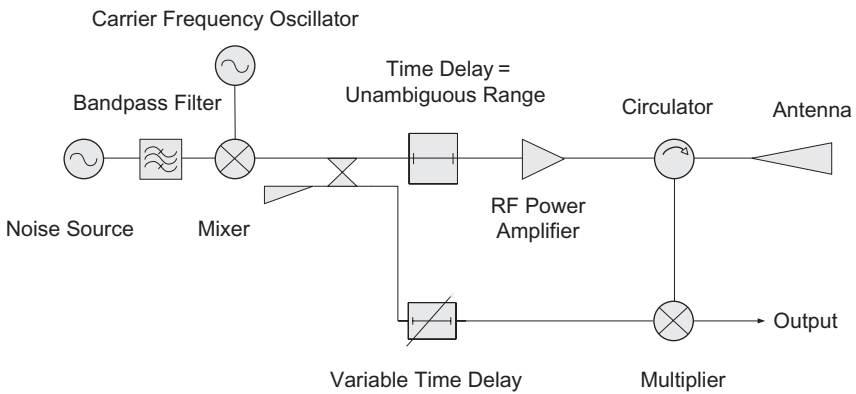 Carrier Frequency Oscillator
Time Delay =
Unambiguous Range
Bandpass Filter
Circulator
Antenna
Noise Source
Mixer
RF Power
Amplifier
Output
Variable Time Delay
Multiplier